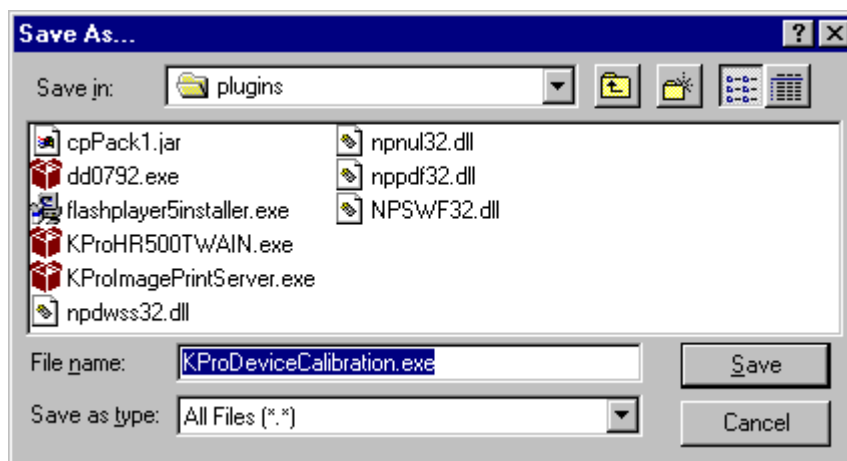 Save As...
Save in: plugins
cpPack1.jar
dd0792.exe
flashplayer5installer.exe
KProHR500TWAIN.exe
KProImagePrintServer.exe
npdwss32.dll
npnul32.dll
nppdf32.dll
NPSWF32.dll
File name: KProDeviceCalibration.exe Save
Save as type: All Files (*.*) Cancel